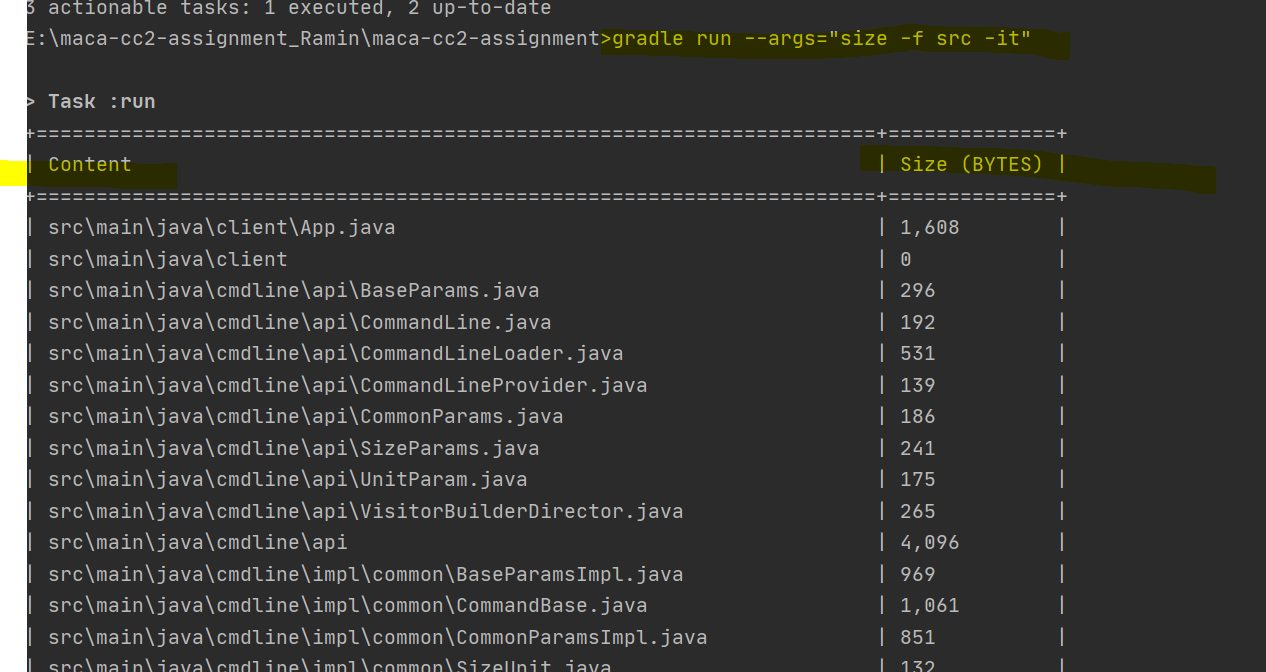 3 actionable tasks: 1 executed, 2 up-to-date
E:\maca-cc2-assignment_Ramin\maca-cc2-assignment>gradle run --args="size -f src -it"
> Task :run
+======================================================================+==============+
| Content | Size (BYTES) |
+======================================================================+==============+
| src\main\java\client\App.java | 1,608 |
| src\main\java\client | 0 |
| src\main\java\cmdline\api\BaseParams.java | 296 |
| src\main\java\cmdline\api\CommandLine.java | 192 |
| src\main\java\cmdline\api\CommandLineLoader.java | 531 |
| src\main\java\cmdline\api\CommandLineProvider.java | 139 |
| src\main\java\cmdline\api\CommonParams.java | 186 |
| src\main\java\cmdline\api\SizeParams.java | 241 |
| src\main\java\cmdline\api\UnitParam.java | 175 |
| src\main\java\cmdline\api\VisitorBuilderDirector.java | 265 |
| src\main\java\cmdline\api | 4,096 |
| src\main\java\cmdline\impl\common\BaseParamsImpl.java | 969 |
| src\main\java\cmdline\impl\common\CommandBase.java | 1,061 |
| src\main\java\cmdline\impl\common\CommonParamsImpl.java | 851 |
| src\main\java\cmdline\impl\common\SizeUnit.java | 132 |